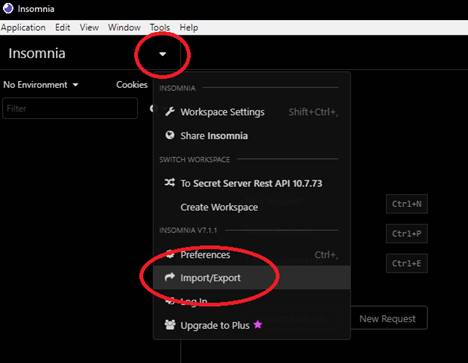 Insomnia
Application Edit View Window Tools Help
Insomnia
No Environment Cookies
Filter
INSOMNIA
Workspace Settings Shift+Ctrl+,
Share Insomnia
SWITCH WORKSPACE
To Secret Server Rest API 10.7.73
Create Workspace
Ctrl+N
INSOMNIA V7.1.1
Ctrl+P
Preferences Ctrl+,
Ctrl+E
Import/Export
Log In
New Request
Upgrade to Plus